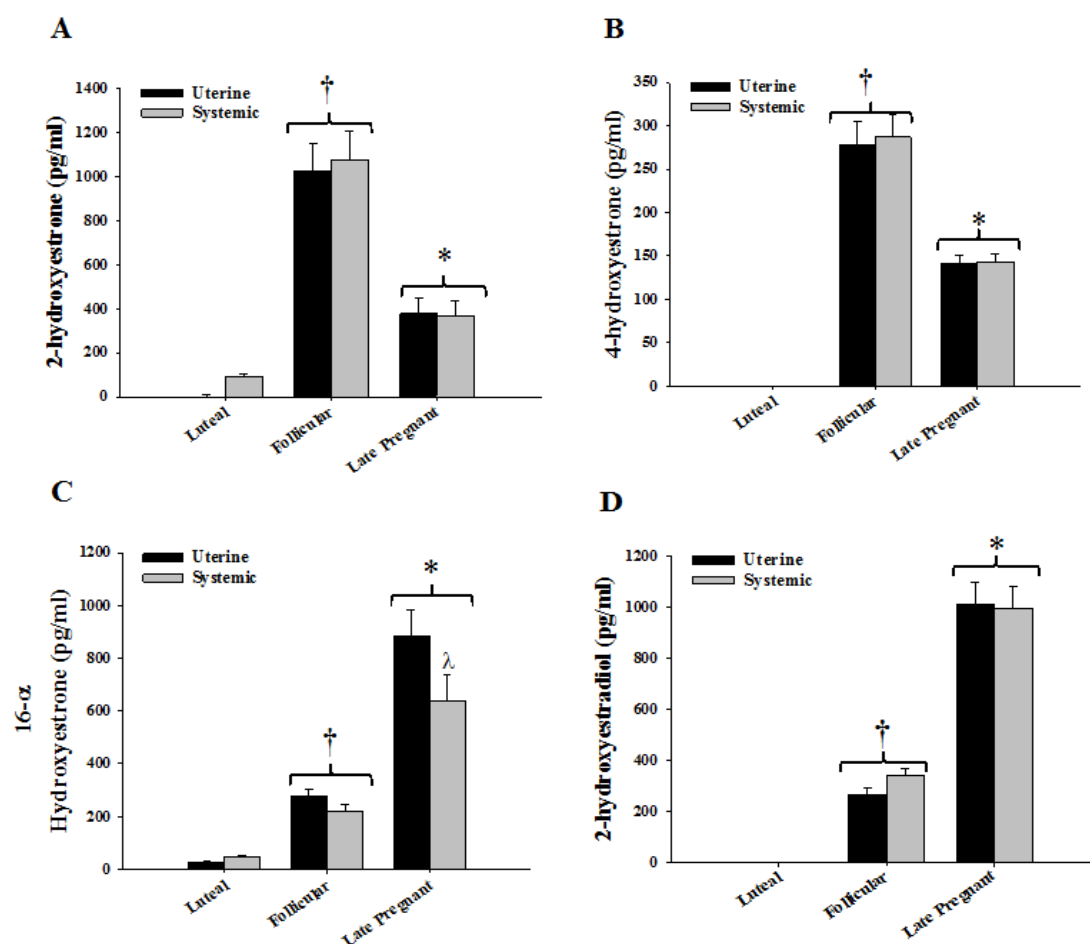 A
2-hydroxyestrone (pg/ml)
1400
1200
1000
800
600
400
200
0
Uterine
Systemic
†
*
Luteal
Follicular
Late Pregnant
B
4-hydroxyestrone (pg/ml)
350
300
250
200
150
100
50
0
Uterine
Systemic
†
*
Luteal
Follicular
Late Pregnant
C
16-α
Hydroxyestrone (pg/ml)
1200
1000
800
600
400
200
0
Uterine
Systemic
†
*
λ
Luteal
Follicular
Late Pregnant
D
2-hydroxyestradiol (pg/ml)
1200
1000
800
600
400
200
0
Uterine
Systemic
†
*
Luteal
Follicular
Late Pregnant